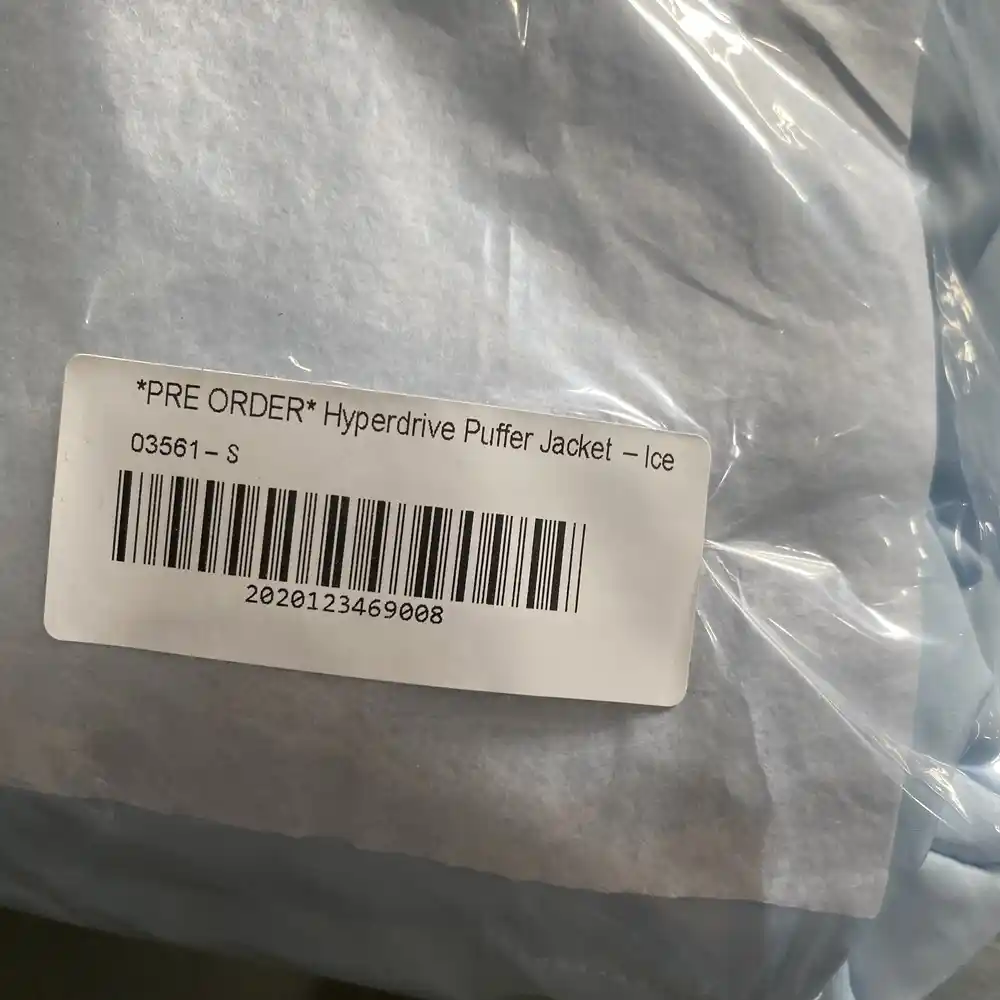 *PRE ORDER* Hyperdrive Puffer Jacket – Ice
03561 – S
2020123469008